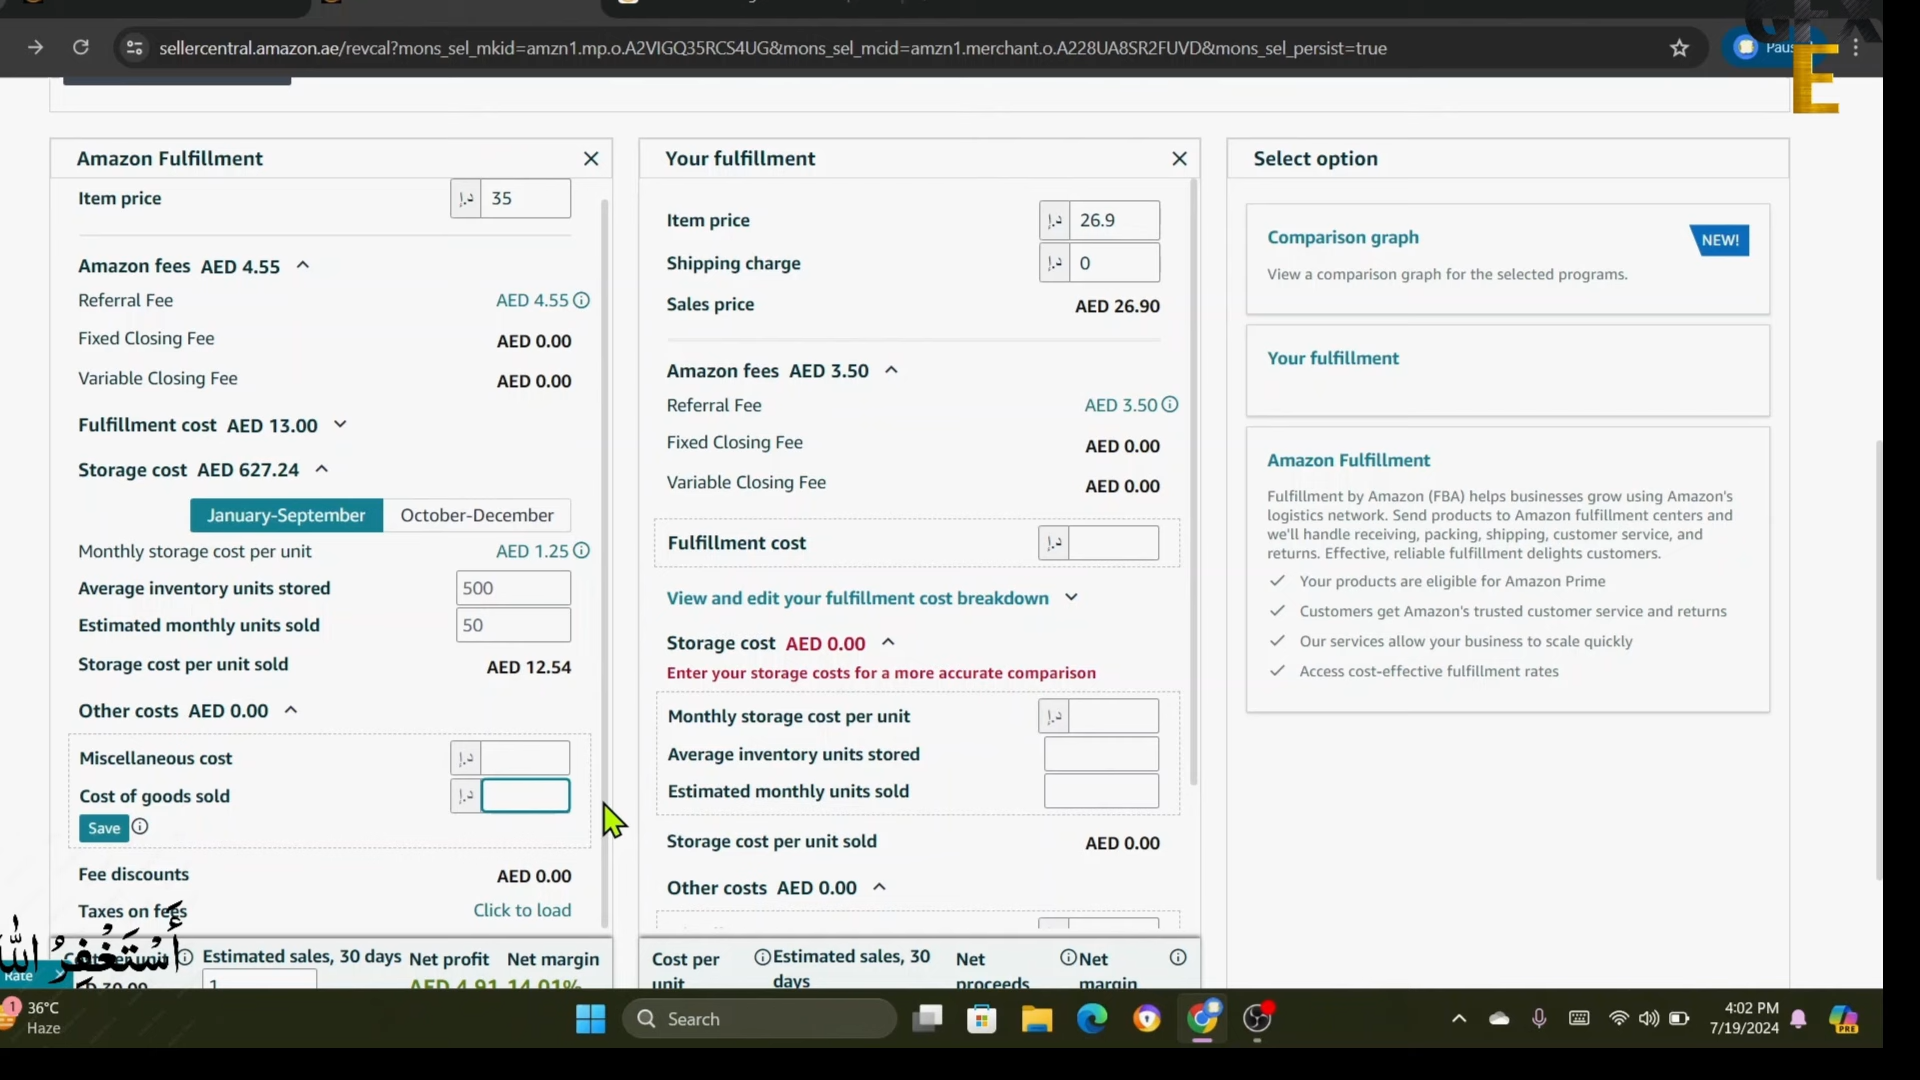 sellercentral.amazon.ae/revcal?mons_sel_mkid=amzn1.mp.o.A2VIGQ35RCS4UG&mons_sel_mcid=amzn1.merchant.o.A228UA8SR2FUVD&mons_sel_persist=true
E
Amazon Fulfillment
Item price
د.إ 35
Amazon fees AED 4.55
Referral Fee AED 4.55
Fixed Closing Fee AED 0.00
Variable Closing Fee AED 0.00
Fulfillment cost AED 13.00
Storage cost AED 627.24
January-September October-December
Monthly storage cost per unit AED 1.25
Average inventory units stored 500
Estimated monthly units sold 50
Storage cost per unit sold AED 12.54
Other costs AED 0.00
Miscellaneous cost د.إ
Cost of goods sold د.إ
Save
Fee discounts AED 0.00
Taxes on fees Click to load
Estimated sales, 30 days Net profit Net margin
1 AED 4.91 14.01%
Your fulfillment
Item price د.إ 26.9
Shipping charge د.إ 0
Sales price AED 26.90
Amazon fees AED 3.50
Referral Fee AED 3.50
Fixed Closing Fee AED 0.00
Variable Closing Fee AED 0.00
Fulfillment cost د.إ
View and edit your fulfillment cost breakdown
Storage cost AED 0.00
Enter your storage costs for a more accurate comparison
Monthly storage cost per unit د.إ
Average inventory units stored
Estimated monthly units sold
Storage cost per unit sold AED 0.00
Other costs AED 0.00
Cost per unit Estimated sales, 30 days Net proceeds Net margin
Select option
Comparison graph NEW!
View a comparison graph for the selected programs.
Your fulfillment
Amazon Fulfillment
Fulfillment by Amazon (FBA) helps businesses grow using Amazon's
logistics network. Send products to Amazon fulfillment centers and
we'll handle receiving, packing, shipping, customer service, and
returns. Effective, reliable fulfillment delights customers.
Your products are eligible for Amazon Prime
Customers get Amazon's trusted customer service and returns
Our services allow your business to scale quickly
Access cost-effective fulfillment rates
أَسْتَغْفِرُ اللّٰه
Rate
1 36°C
Haze
Search
4:02 PM
7/19/2024
PRE